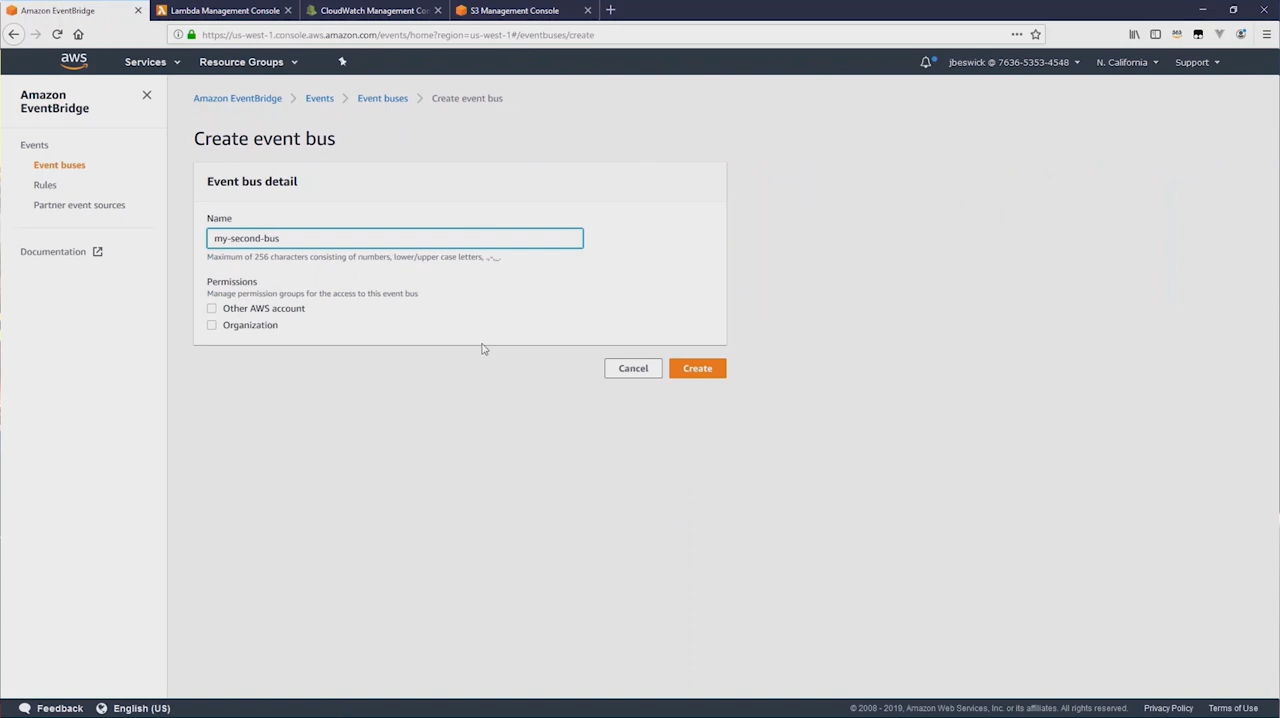 Amazon EventBridge
Lambda Management Console
CloudWatch Management Con
S3 Management Console
https://us-west-1.console.aws.amazon.com/events/home?region=us-west-1#/eventbuses/create
aws
Services
Resource Groups
jbeswick @ 7636-5353-4548
N. California
Support
Amazon
EventBridge
Events
Event buses
Rules
Partner event sources
Documentation
Amazon EventBridge > Events > Event buses > Create event bus
Create event bus
Event bus detail
Name
my-second-bus
Maximum of 256 characters consisting of numbers, lower/upper case letters, .,-,_.
Permissions
Manage permission groups for the access to this event bus
Other AWS account
Organization
Cancel
Create
Feedback
English (US)
© 2008 - 2019, Amazon Web Services, Inc. or its affiliates. All rights reserved.
Privacy Policy
Terms of Use